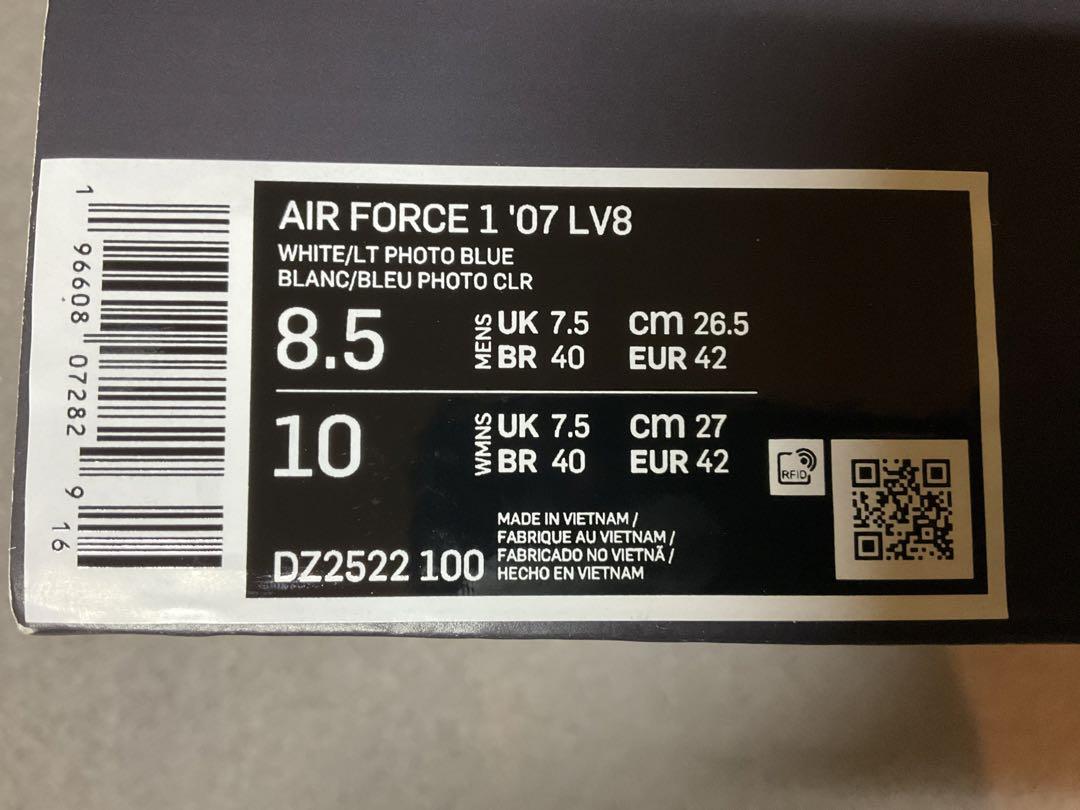 AIR FORCE 1 '07 LV8
WHITE/LT PHOTO BLUE
BLANC/BLEU PHOTO CLR
8.5 MENS UK 7.5 cm 26.5
BR 40 EUR 42
10 WMNS UK 7.5 cm 27
BR 40 EUR 42
RFID
MADE IN VIETNAM /
FABRIQUE AU VIETNAM /
FABRICADO NO VIETNÃ /
HECHO EN VIETNAM
DZ2522 100
1 96608 07282 9 16